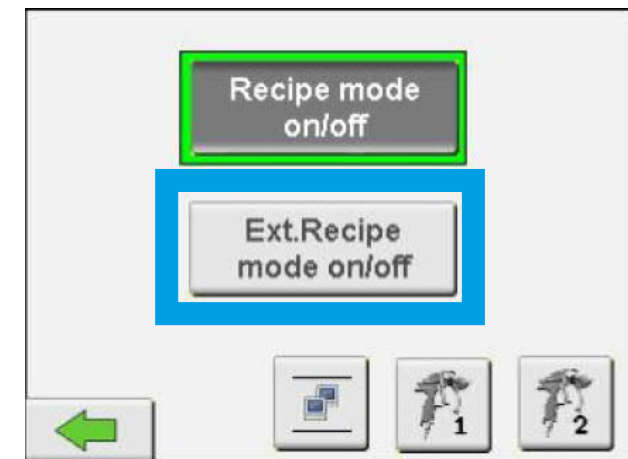 Recipe mode
on/off
Ext.Recipe
mode on/off
1
2